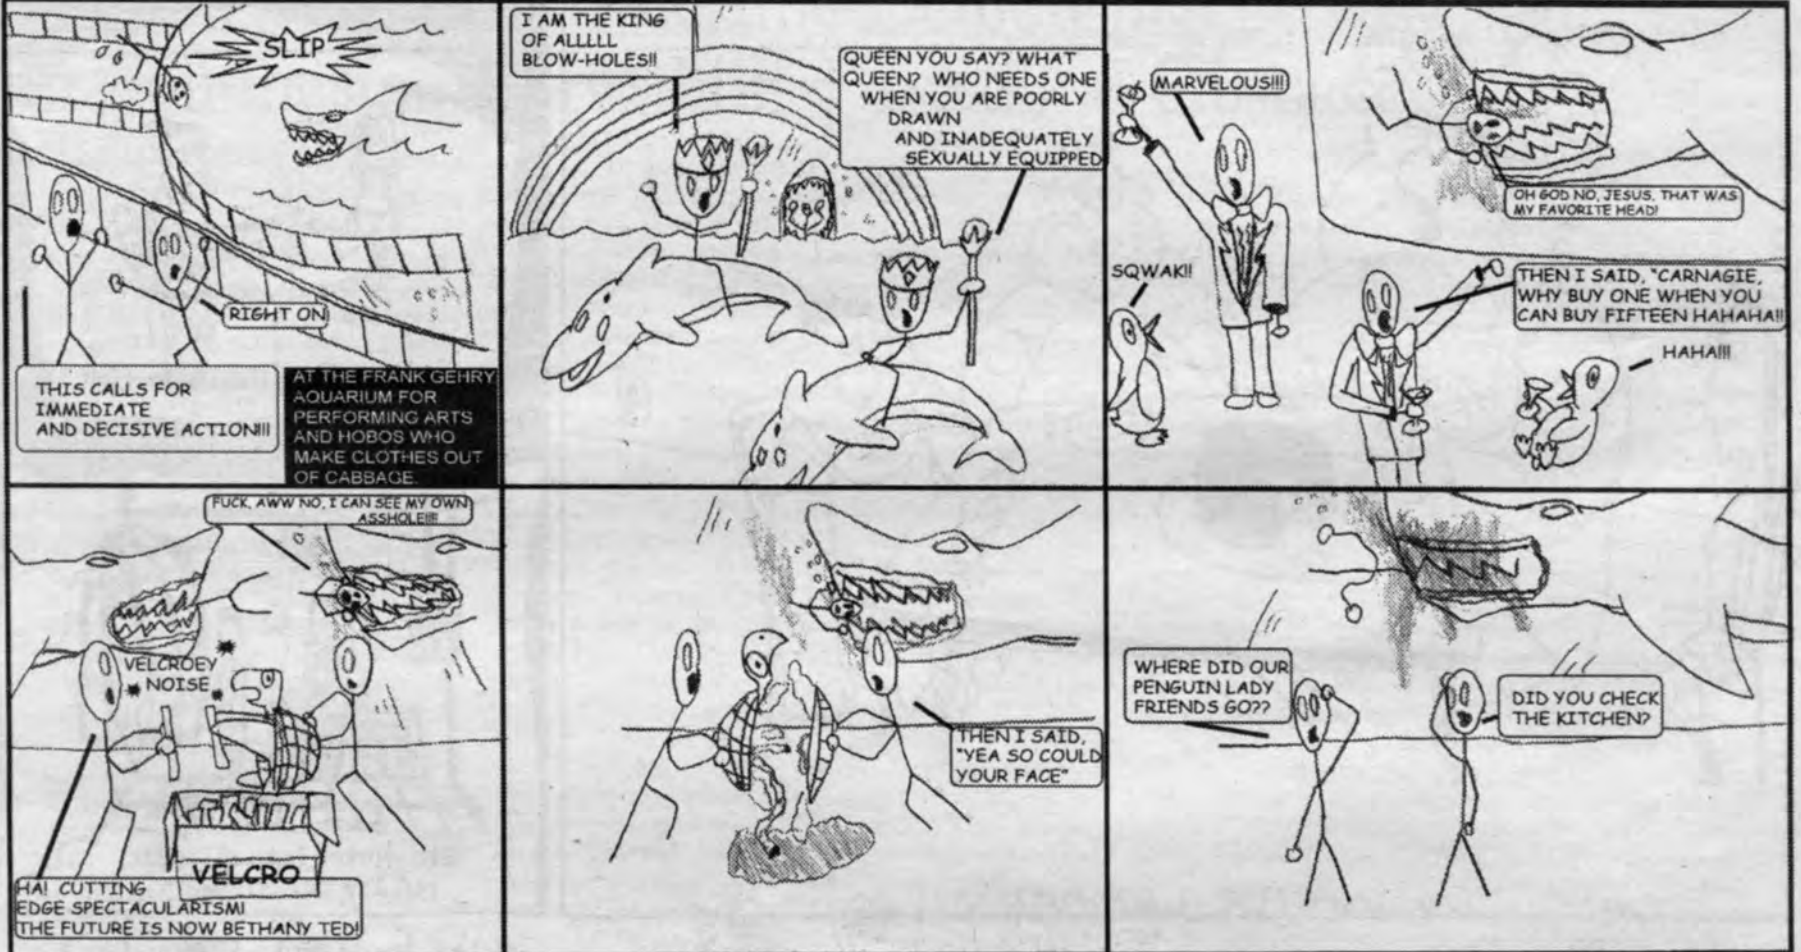 SLIP
RIGHT ON
THIS CALLS FOR
IMMEDIATE
AND DECISIVE ACTION!!!
AT THE FRANK GEHRY
AQUARIUM FOR
PERFORMING ARTS
AND HOBOS WHO
MAKE CLOTHES OUT
OF CABBAGE.
I AM THE KING
OF ALLLLL
BLOW-HOLES!!
QUEEN YOU SAY? WHAT
QUEEN? WHO NEEDS ONE
WHEN YOU ARE POORLY
DRAWN
AND INADEQUATELY
SEXUALLY EQUIPPED
MARVELOUS!!!
OH GOD NO, JESUS, THAT WAS
MY FAVORITE HEAD!
SQWAK!!
THEN I SAID, "CARNAGIE,
WHY BUY ONE WHEN YOU
CAN BUY FIFTEEN HAHAHA!!
HAHA!!!
FUCK, AWW NO, I CAN SEE MY OWN
ASSHOLE!!!
VELCROEY
NOISE
VELCRO
HA! CUTTING
EDGE SPECTACULARISM!
THE FUTURE IS NOW BETHANY TED!
THEN I SAID,
"YEA SO COULD
YOUR FACE"
WHERE DID OUR
PENGUIN LADY
FRIENDS GO??
DID YOU CHECK
THE KITCHEN?